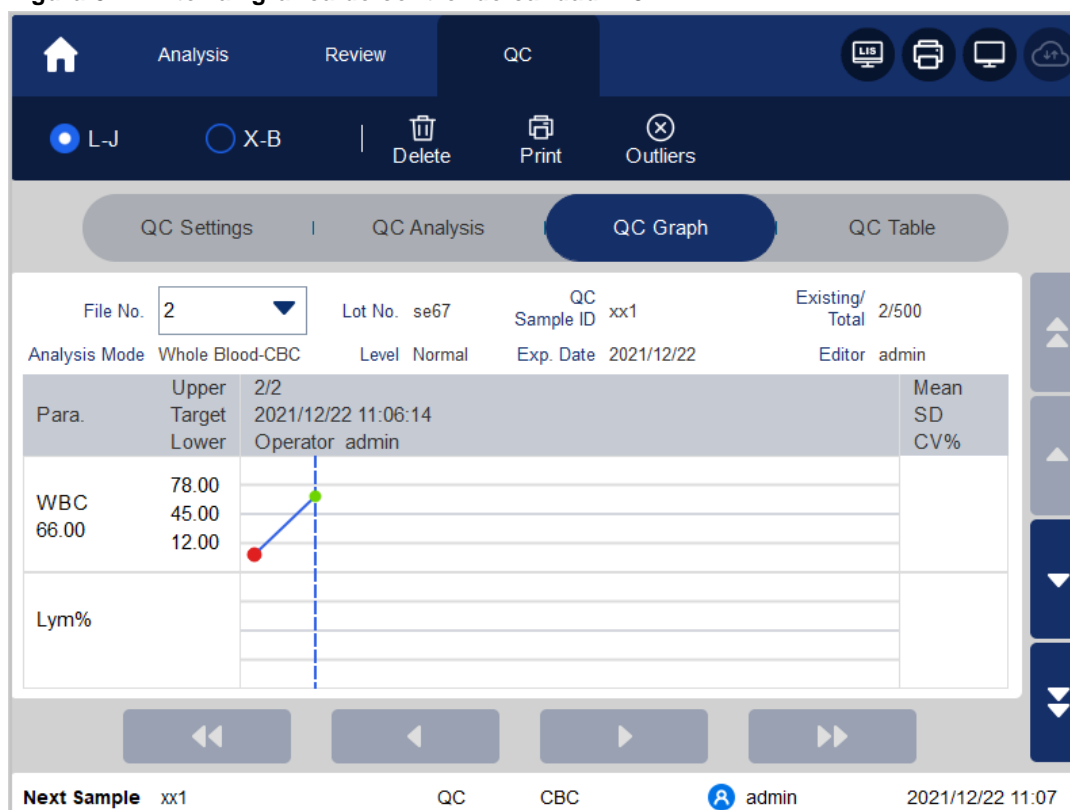 Analysis Review QC LIS
L-J X-B Delete Print Outliers
QC Settings QC Analysis QC Graph QC Table
File No. 2 Lot No. se67 QC Sample ID xx1 Existing/ Total 2/500
Analysis Mode Whole Blood-CBC Level Normal Exp. Date 2021/12/22 Editor admin
Para. Upper 2/2 Mean
Target 2021/12/22 11:06:14 SD
Lower Operator admin CV%
WBC 78.00
66.00 45.00
12.00
Lym%
Next Sample xx1 QC CBC admin 2021/12/22 11:07